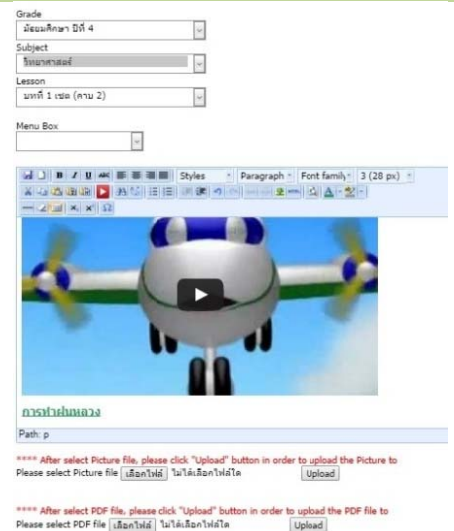 Grade
มัธยมศึกษา ปีที่ 4
Subject
วิทยาศาสตร์
Lesson
บทที่ 1 เซต (คาบ 2)
Menu Box
B I U ABC Styles Paragraph Font family 3 (28 px)
การทำฝนหลวง
Path: p
**** After select Picture file, please click "Upload" button in order to upload the Picture to
Please select Picture file เลือกไฟล์ ไม่ได้เลือกไฟล์ใด Upload
**** After select PDF file, please click "Upload" button in order to upload the PDF file to
Please select PDF file เลือกไฟล์ ไม่ได้เลือกไฟล์ใด Upload